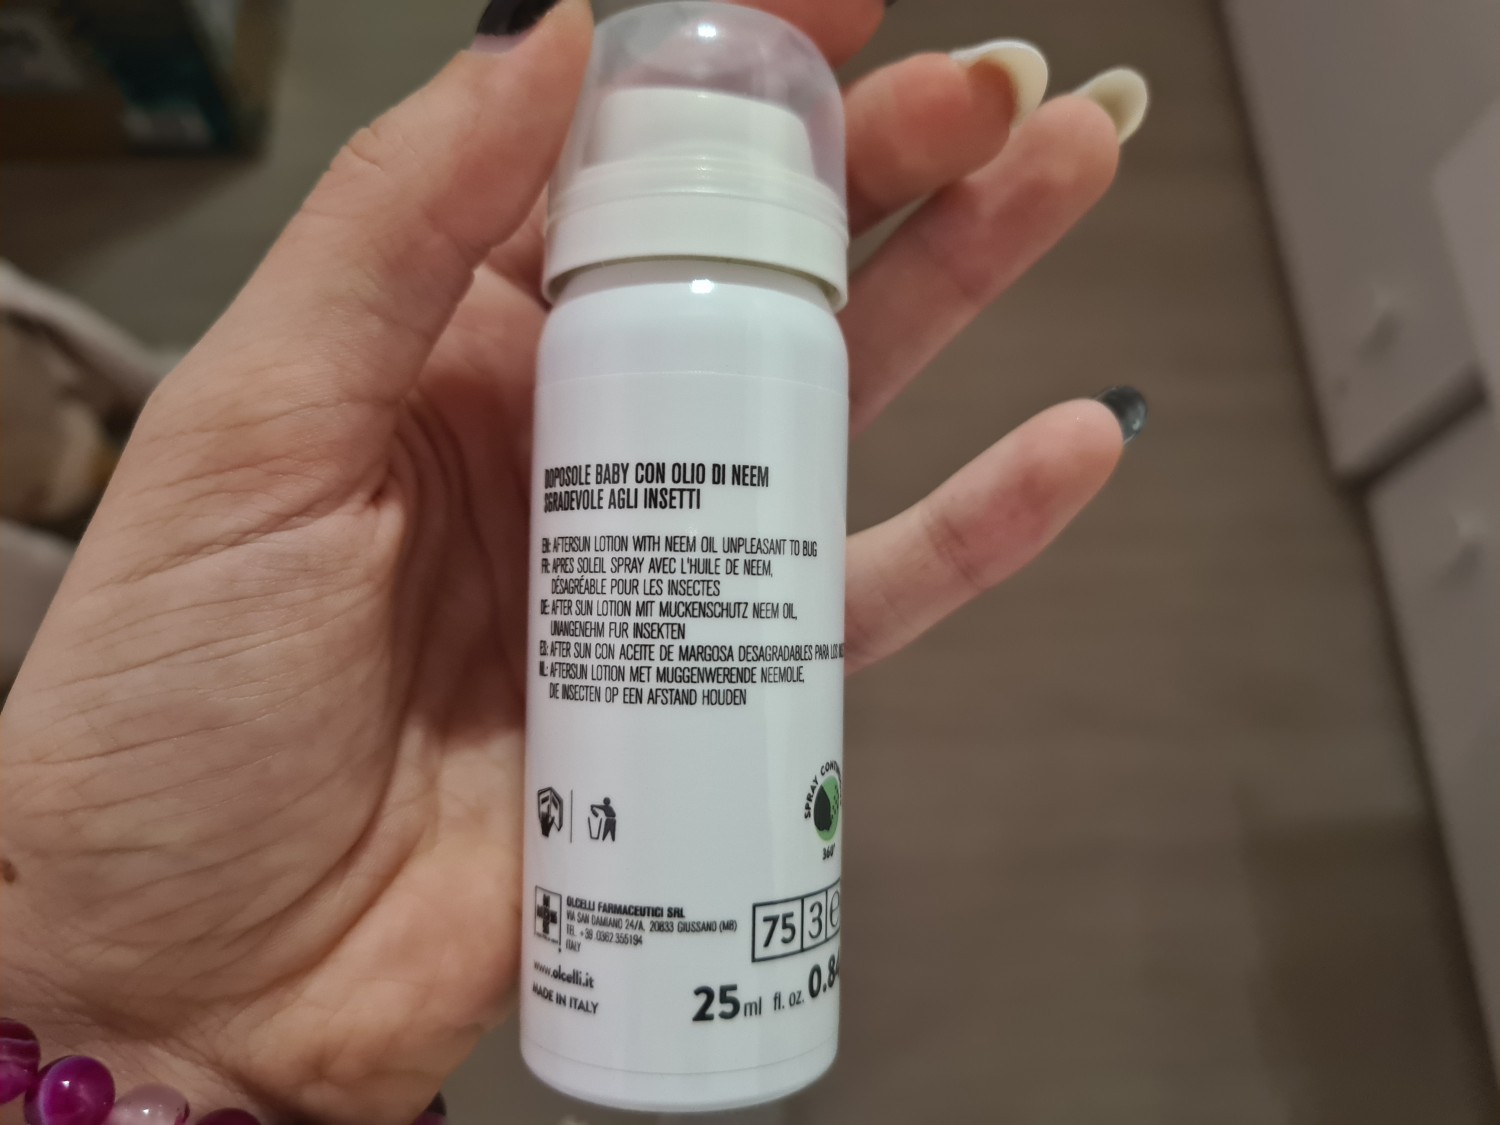 DOPOSOLE BABY CON OLIO DI NEEM
SGRADEVOLE AGLI INSETTI
EN: AFTERSUN LOTION WITH NEEM OIL UNPLEASANT TO BUG
FR: APRES SOLEIL SPRAY AVEC L'HUILE DE NEEM,
DÉSAGRÉABLE POUR LES INSECTES
DE: AFTER SUN LOTION MIT MUCKENSCHUTZ NEEM OIL,
UNANGENEHM FUR INSEKTEN
ES: AFTER SUN CON ACEITE DE MARGOSA DESAGRADABLES PARA LOS
NL: AFTERSUN LOTION MET MUGGENWERENDE NEEMOLIE,
DIE INSECTEN OP EEN AFSTAND HOUDEN
SPRAY
360°
OLCELLI FARMACEUTICI SRL
VIA SAN DAMIANO 24/A, 20833 GIUSSANO (MB)
TEL. +39 .0362.355194
ITALY
75 3 e
www.olcelli.it
MADE IN ITALY
25ml fl. oz. 0.84